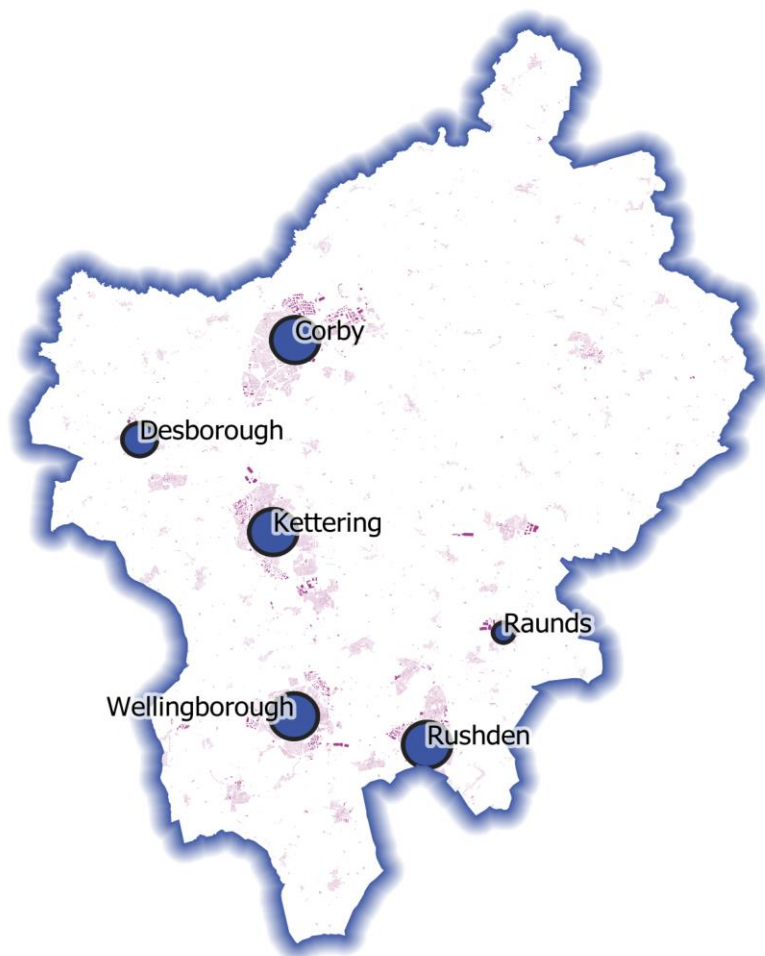 Corby
Desborough
Kettering
Raunds
Wellingborough
Rushden